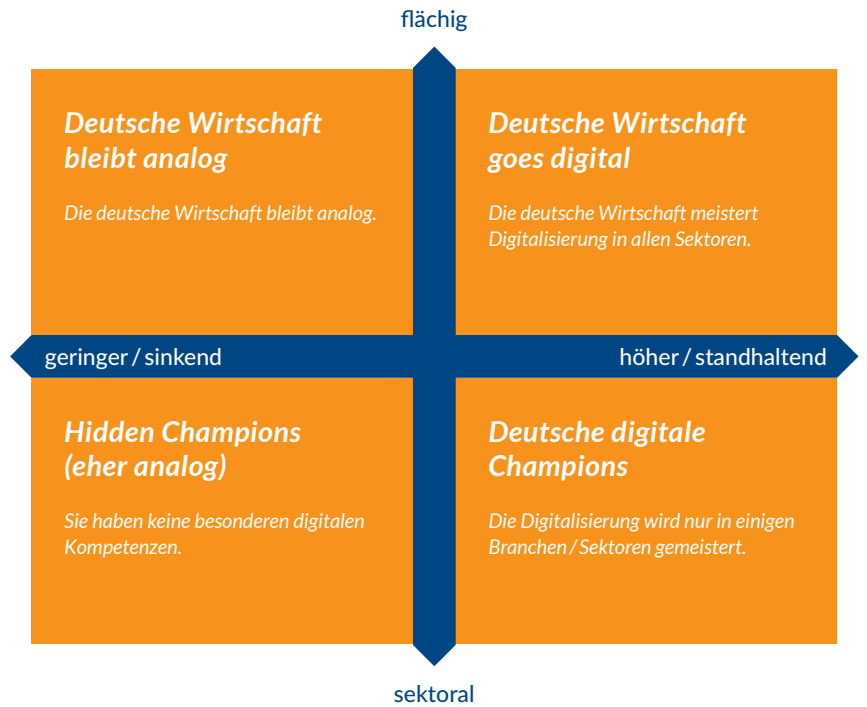 flächig
Deutsche Wirtschaft
bleibt analog
Die deutsche Wirtschaft bleibt analog.
Deutsche Wirtschaft
goes digital
Die deutsche Wirtschaft meistert
Digitalisierung in allen Sektoren.
geringer / sinkend
höher / standhaltend
Hidden Champions
(eher analog)
Sie haben keine besonderen digitalen
Kompetenzen.
Deutsche digitale
Champions
Die Digitalisierung wird nur in einigen
Branchen / Sektoren gemeistert.
sektoral